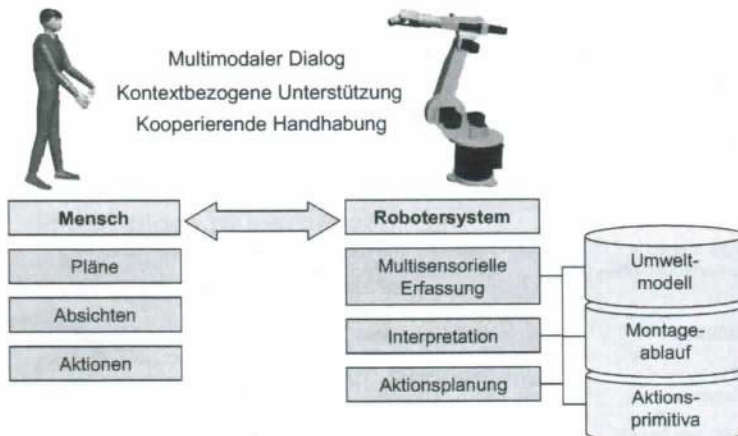 Multimodaler Dialog
Kontextbezogene Unterstützung
Kooperierende Handhabung
Mensch
Pläne
Absichten
Aktionen
Robotersystem
Multisensorielle
Erfassung
Interpretation
Aktionsplanung
Umwelt-
modell
Montage-
ablauf
Aktions-
primitiva